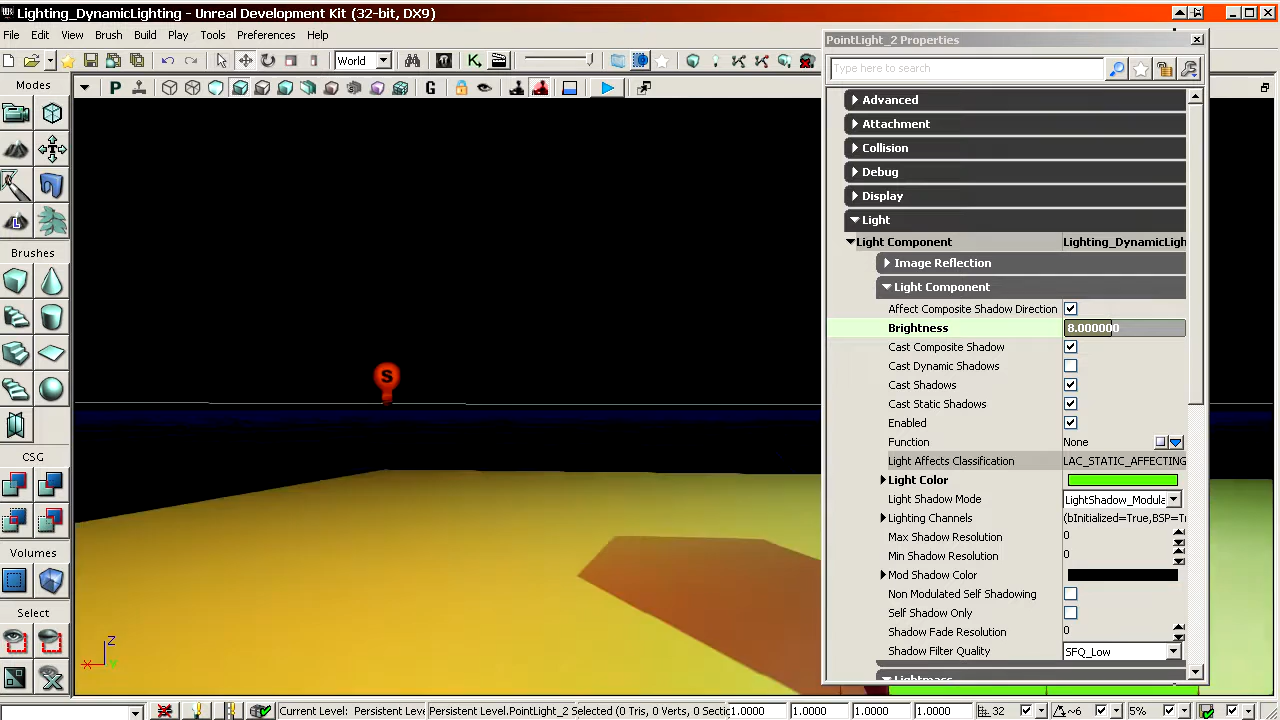 Lighting_DynamicLighting - Unreal Development Kit (32-bit, DX9)
File Edit View Brush Build Play Tools Preferences Help
World
P G
Modes
Brushes
CSG
Volumes
Select
S
Z
X Y
PointLight_2 Properties
Type here to search
Advanced
Attachment
Collision
Debug
Display
Light
Light Component Lighting_DynamicLigh
Image Reflection
Light Component
Affect Composite Shadow Direction
Brightness 8.000000
Cast Composite Shadow
Cast Dynamic Shadows
Cast Shadows
Cast Static Shadows
Enabled
Function None
Light Affects Classification LAC_STATIC_AFFECTING
Light Color
Light Shadow Mode LightShadow_Modula
Lighting Channels (bInitialized=True,BSP=Tr
Max Shadow Resolution 0
Min Shadow Resolution 0
Mod Shadow Color
Non Modulated Self Shadowing
Self Shadow Only
Shadow Fade Resolution 0
Shadow Filter Quality SFQ_Low
Lightmass
Current Level: Persistent Level Persistent Level.PointLight_2 Selected (0 Tris, 0 Verts, 0 Sectio 1.0000 1.0000 1.0000 1.0000 32 ~6 5%